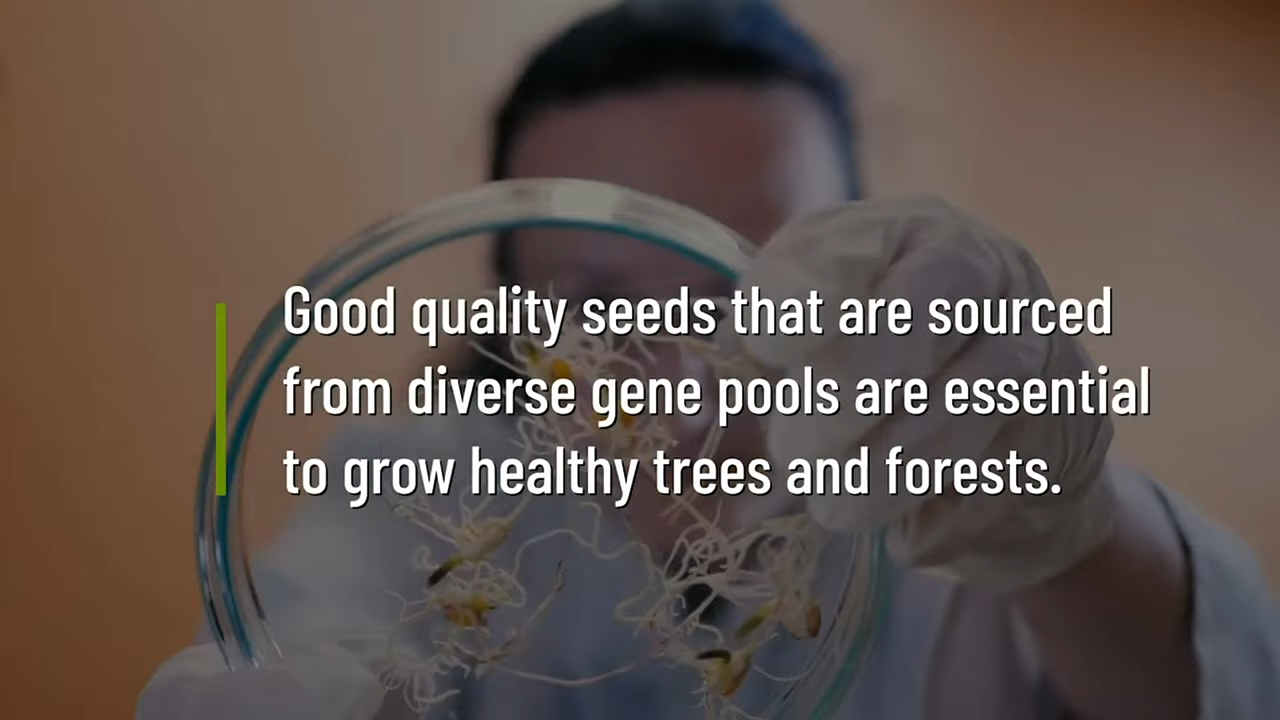 Good quality seeds that are sourced
from diverse gene pools are essential
to grow healthy trees and forests.